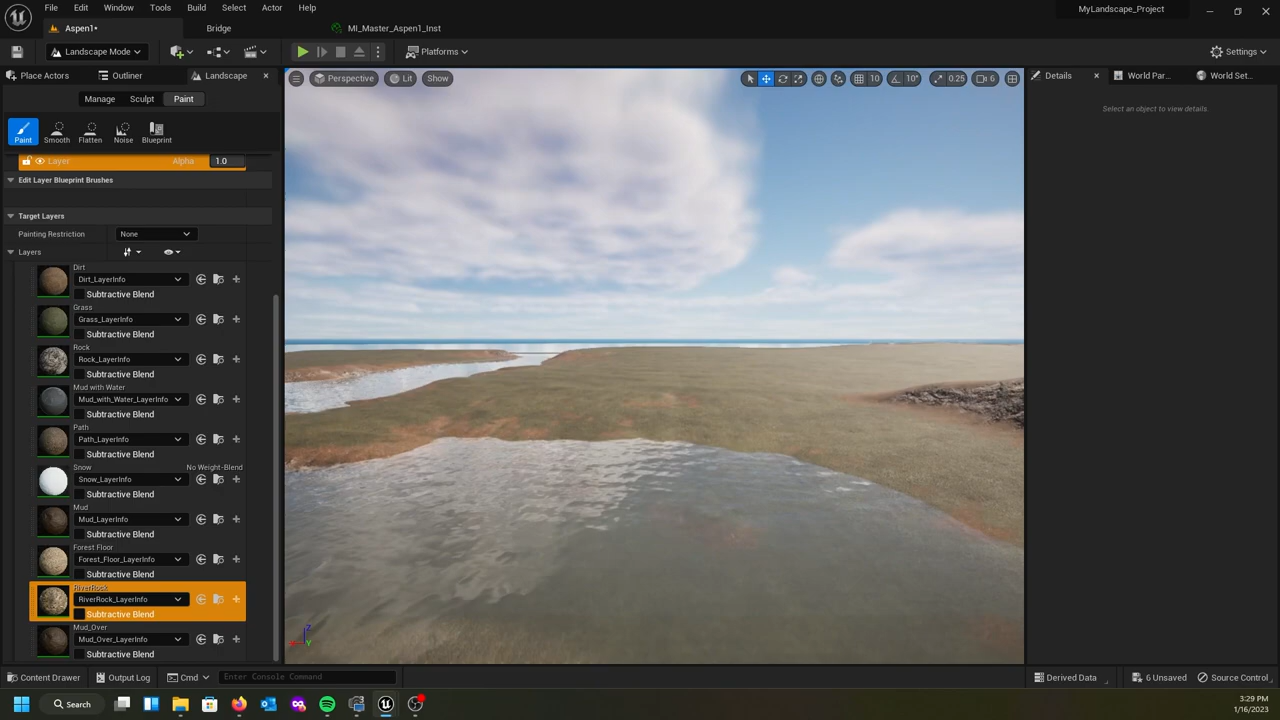 File Edit Window Tools Build Select Actor Help
MyLandscape_Project
Aspen1* Bridge MI_Master_Aspen1_Inst
Landscape Mode Platforms Settings
Place Actors Outliner Landscape
Perspective Lit Show 10 10° 0.25 6
Details World Par... World Set...
Manage Sculpt Paint
Select an object to view details.
Paint Smooth Flatten Noise Blueprint
Layer Alpha 1.0
Edit Layer Blueprint Brushes
Target Layers
Painting Restriction None
Layers
Dirt
Dirt_LayerInfo
Subtractive Blend
Grass
Grass_LayerInfo
Subtractive Blend
Rock
Rock_LayerInfo
Subtractive Blend
Mud with Water
Mud_with_Water_LayerInfo
Subtractive Blend
Path
Path_LayerInfo
Subtractive Blend
Snow No Weight-Blend
Snow_LayerInfo
Subtractive Blend
Mud
Mud_LayerInfo
Subtractive Blend
Forest Floor
Forest_Floor_LayerInfo
Subtractive Blend
RiverRock
RiverRock_LayerInfo
Subtractive Blend
Mud_Over
Mud_Over_LayerInfo
Subtractive Blend
Z
Y
Content Drawer Output Log Cmd Enter Console Command
Derived Data 6 Unsaved Source Control
Search
3:29 PM
1/16/2023